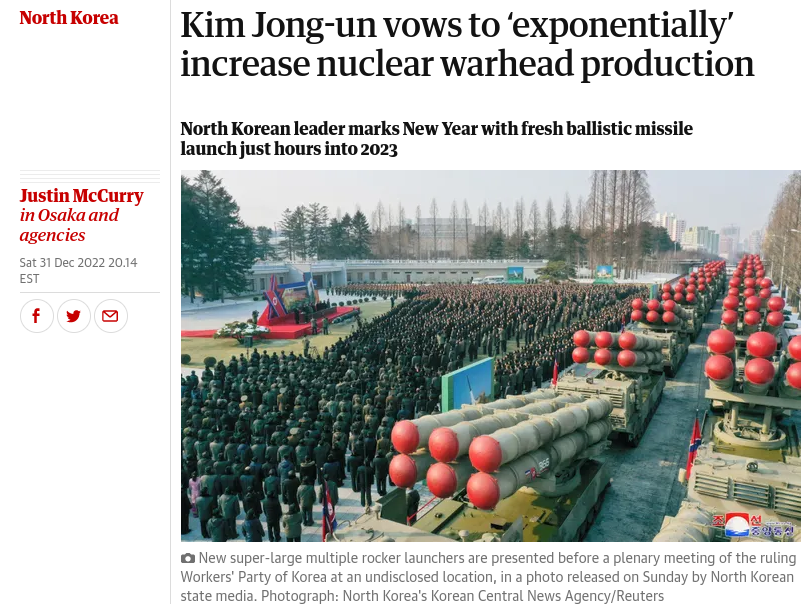 North Korea
Kim Jong-un vows to ‘exponentially’
increase nuclear warhead production
North Korean leader marks New Year with fresh ballistic missile
launch just hours into 2023
Justin McCurry
in Osaka and
agencies
Sat 31 Dec 2022 20.14
EST
조선
중앙통신
New super-large multiple rocker launchers are presented before a plenary meeting of the ruling
Workers’ Party of Korea at an undisclosed location, in a photo released on Sunday by North Korean
state media. Photograph: North Korea’s Korean Central News Agency/Reuters